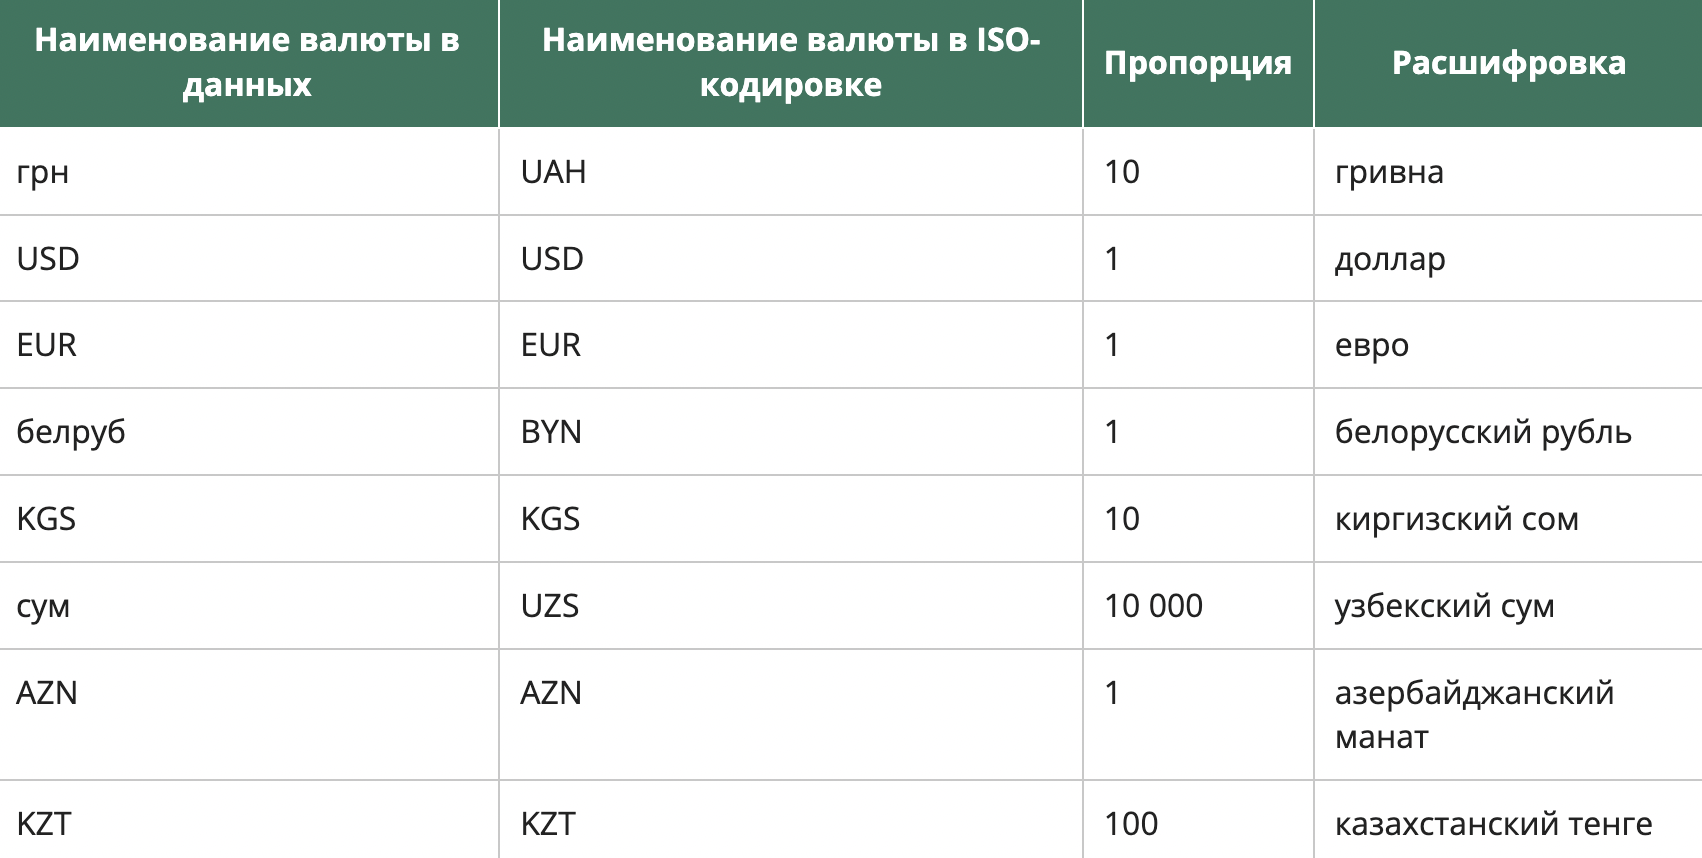 Наименование валюты в данных
Наименование валюты в ISO-кодировке
Пропорция
Расшифровка
грн UAH 10 гривна
USD USD 1 доллар
EUR EUR 1 евро
белруб BYN 1 белорусский рубль
KGS KGS 10 киргизский сом
сум UZS 10 000 узбекский сум
AZN AZN 1 азербайджанский
манат
KZT KZT 100 казахстанский тенге